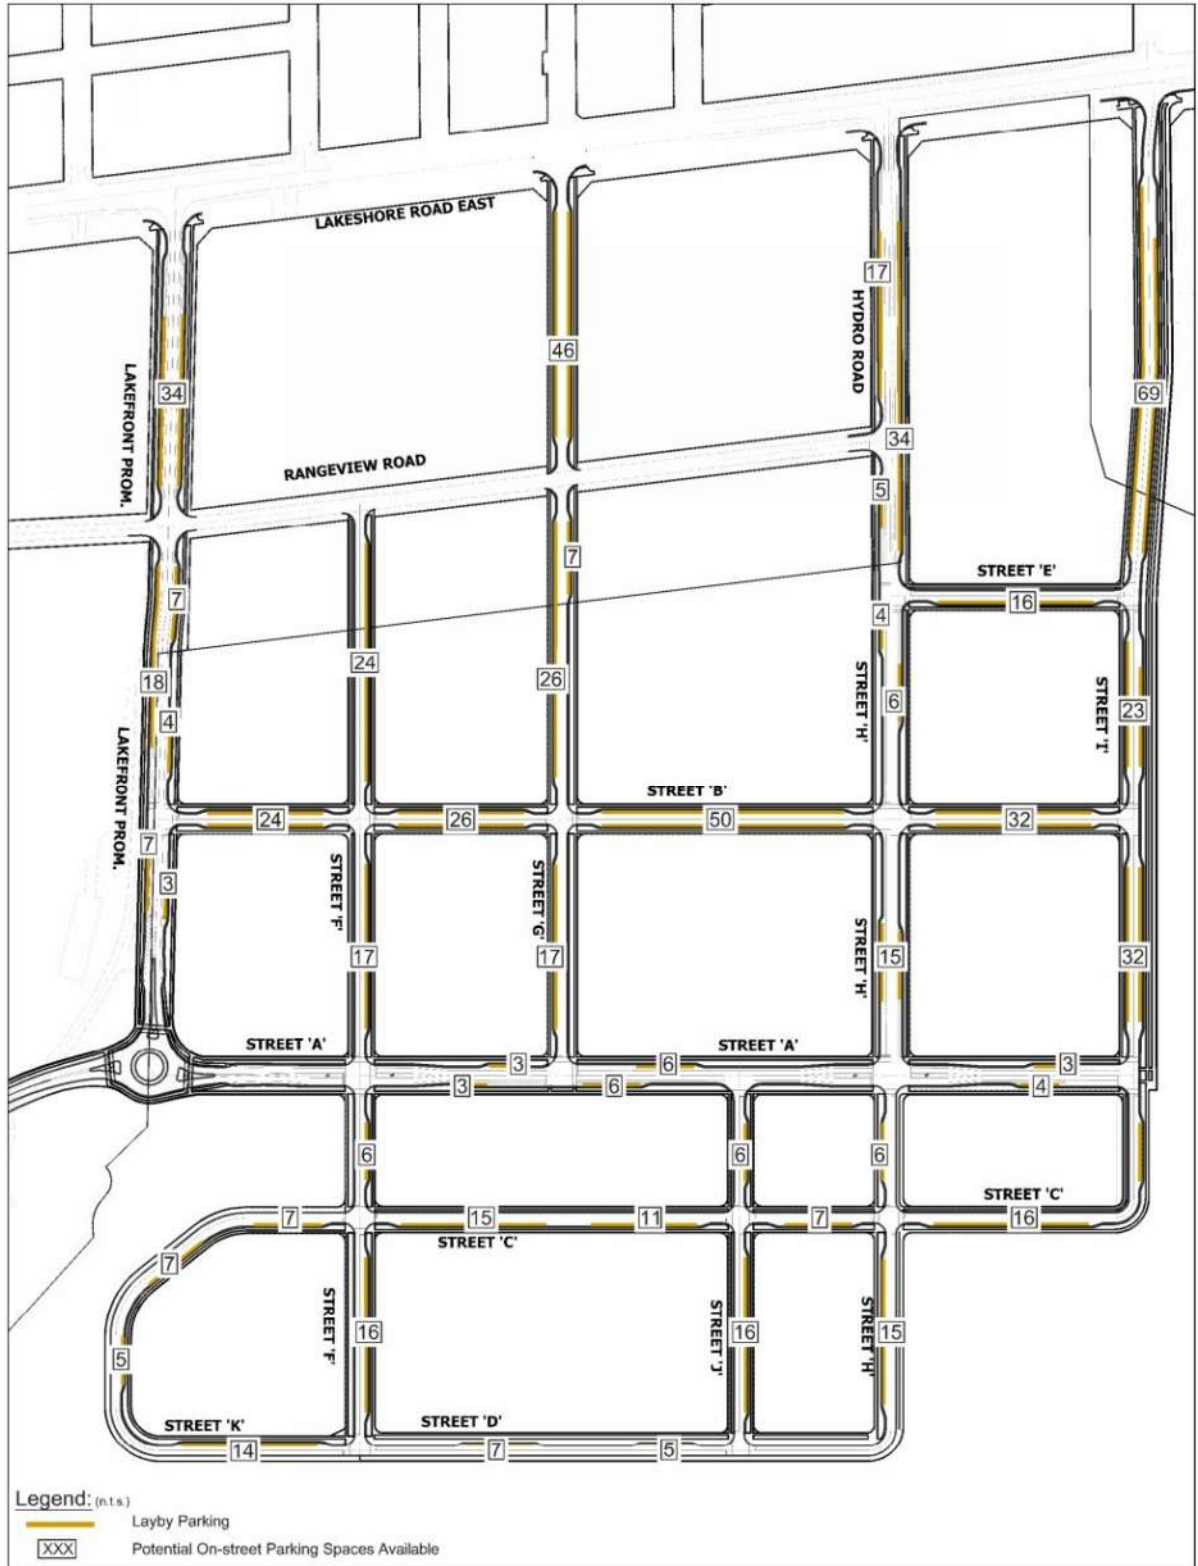 LAKESHORE ROAD EAST
17
HYDRO ROAD
46
LAKEFRONT PROM.
34
69
34
RANGEVIEW ROAD
5
7
STREET 'E'
7
16
4
24
26
18
STREET 'H'
6
STREET 'I'
23
4
LAKEFRONT PROM.
STREET 'B'
24
26
50
32
7
3
STREET 'F'
STREET 'G'
STREET 'H'
17
17
15
32
STREET 'A'
STREET 'A'
3
6
3
3
6
4
6
6
6
STREET 'C'
7
15
11
7
16
STREET 'C'
7
STREET 'F'
STREET 'J'
STREET 'H'
16
16
15
5
STREET 'K'
STREET 'D'
14
7
5
Legend: (n.t.s.)
Layby Parking
XXX Potential On-street Parking Spaces Available